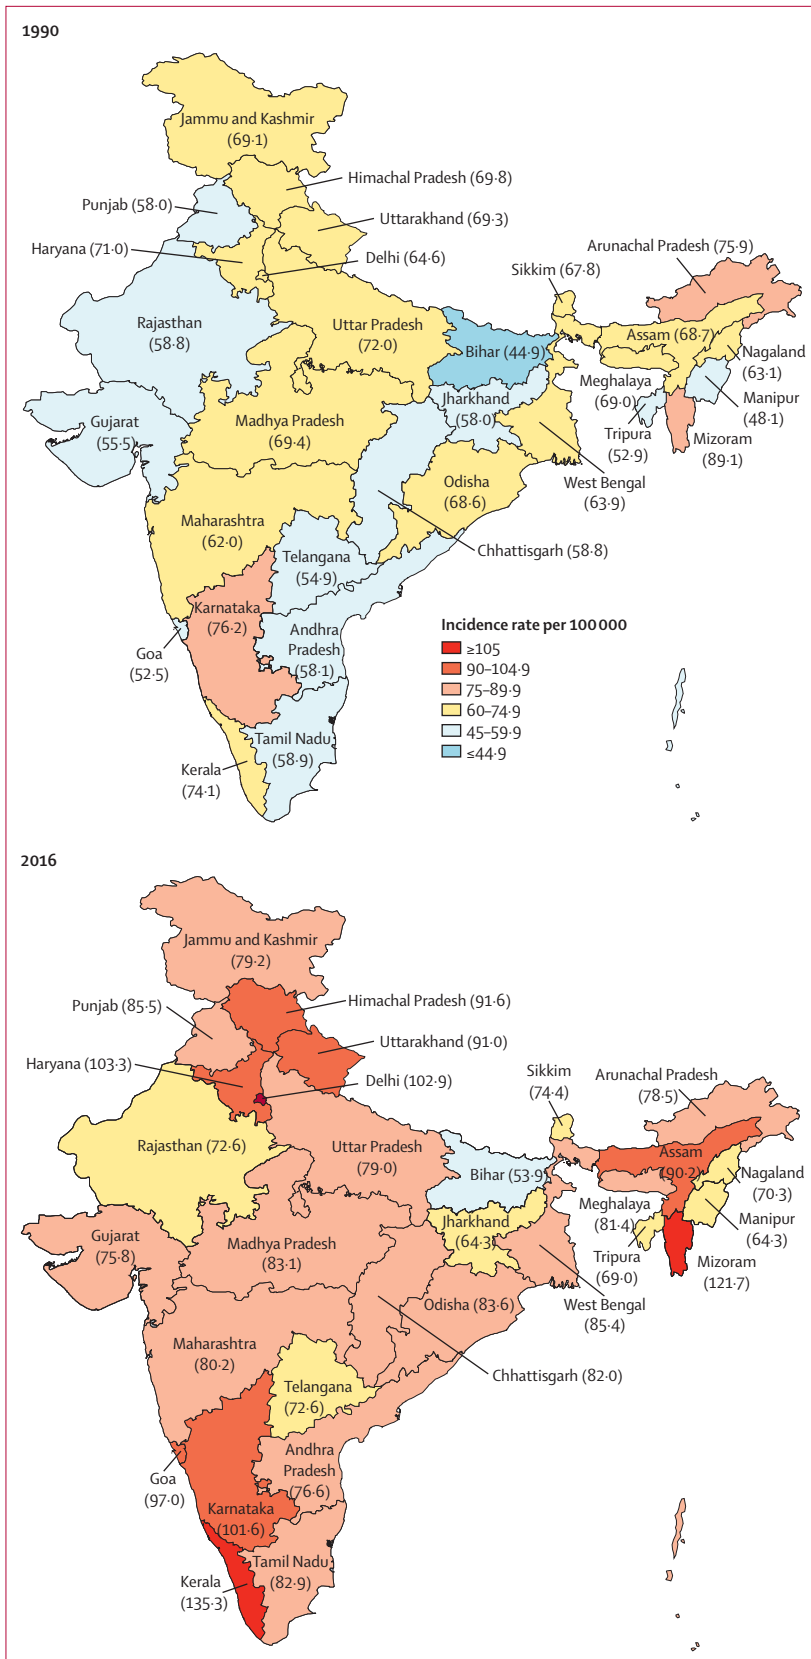 1990
Jammu and Kashmir
(69·1)
Himachal Pradesh (69·8)
Punjab (58·0)
Uttarakhand (69·3)
Haryana (71·0)
Delhi (64·6)
Arunachal Pradesh (75·9)
Sikkim (67·8)
Rajasthan
(58·8)
Uttar Pradesh
(72·0)
Bihar (44·9)
Assam (68·7)
Nagaland
(63·1)
Meghalaya
(69·0)
Manipur
(48·1)
Jharkhand
(58·0)
Gujarat
(55·5)
Madhya Pradesh
(69·4)
Tripura
(52·9)
Mizoram
(89·1)
Odisha
(68·6)
West Bengal
(63·9)
Maharashtra
(62·0)
Chhattisgarh (58·8)
Telangana
(54·9)
Karnataka
(76·2)
Goa
(52·5)
Andhra
Pradesh
(58·1)
Tamil Nadu
(58·9)
Kerala
(74·1)
Incidence rate per 100 000
≥105
90–104·9
75–89·9
60–74·9
45–59·9
≤44·9
2016
Jammu and Kashmir
(79·2)
Himachal Pradesh (91·6)
Punjab (85·5)
Uttarakhand (91·0)
Haryana (103·3)
Delhi (102·9)
Sikkim
(74·4)
Arunachal Pradesh
(78·5)
Rajasthan (72·6)
Uttar Pradesh
(79·0)
Bihar (53·9)
Assam
(90·2)
Nagaland
(70·3)
Meghalaya
(81·4)
Manipur
(64·3)
Jharkhand
(64·3)
Gujarat
(75·8)
Madhya Pradesh
(83·1)
Tripura
(69·0)
Mizoram
(121·7)
Odisha (83·6)
West Bengal
(85·4)
Maharashtra
(80·2)
Chhattisgarh (82·0)
Telangana
(72·6)
Goa
(97·0)
Andhra
Pradesh
(76·6)
Karnataka
(101·6)
Tamil Nadu
(82·9)
Kerala
(135·3)